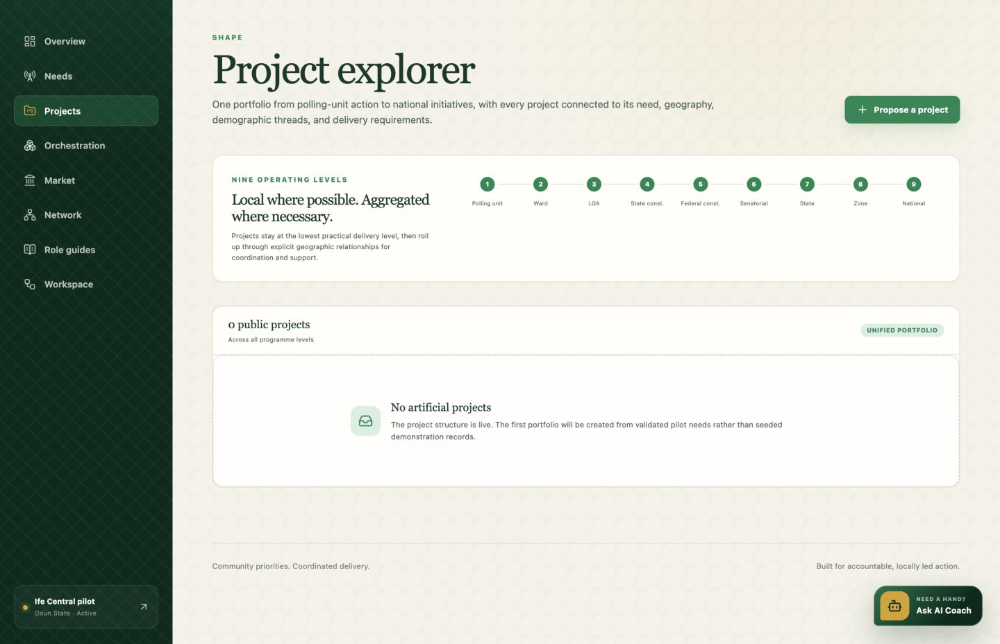 Overview
Needs
Projects
Orchestration
Market
Network
Role guides
Workspace
Ife Central pilot
Osun State · Active
SHAPE
Project explorer
One portfolio from polling-unit action to national initiatives, with every project connected to its need, geography,
demographic threads, and delivery requirements.
Propose a project
NINE OPERATING LEVELS
Local where possible. Aggregated
where necessary.
Projects stay at the lowest practical delivery level, then roll
up through explicit geographic relationships for
coordination and support.
1 2 3 4 5 6 7 8 9
Polling unit Ward LGA State const. Federal const. Senatorial State Zone National
0 public projects
Across all programme levels
UNIFIED PORTFOLIO
No artificial projects
The project structure is live. The first portfolio will be created from validated pilot needs rather than seeded
demonstration records.
Community priorities. Coordinated delivery.
Built for accountable, locally led action.
NEED A HAND?
Ask AI Coach